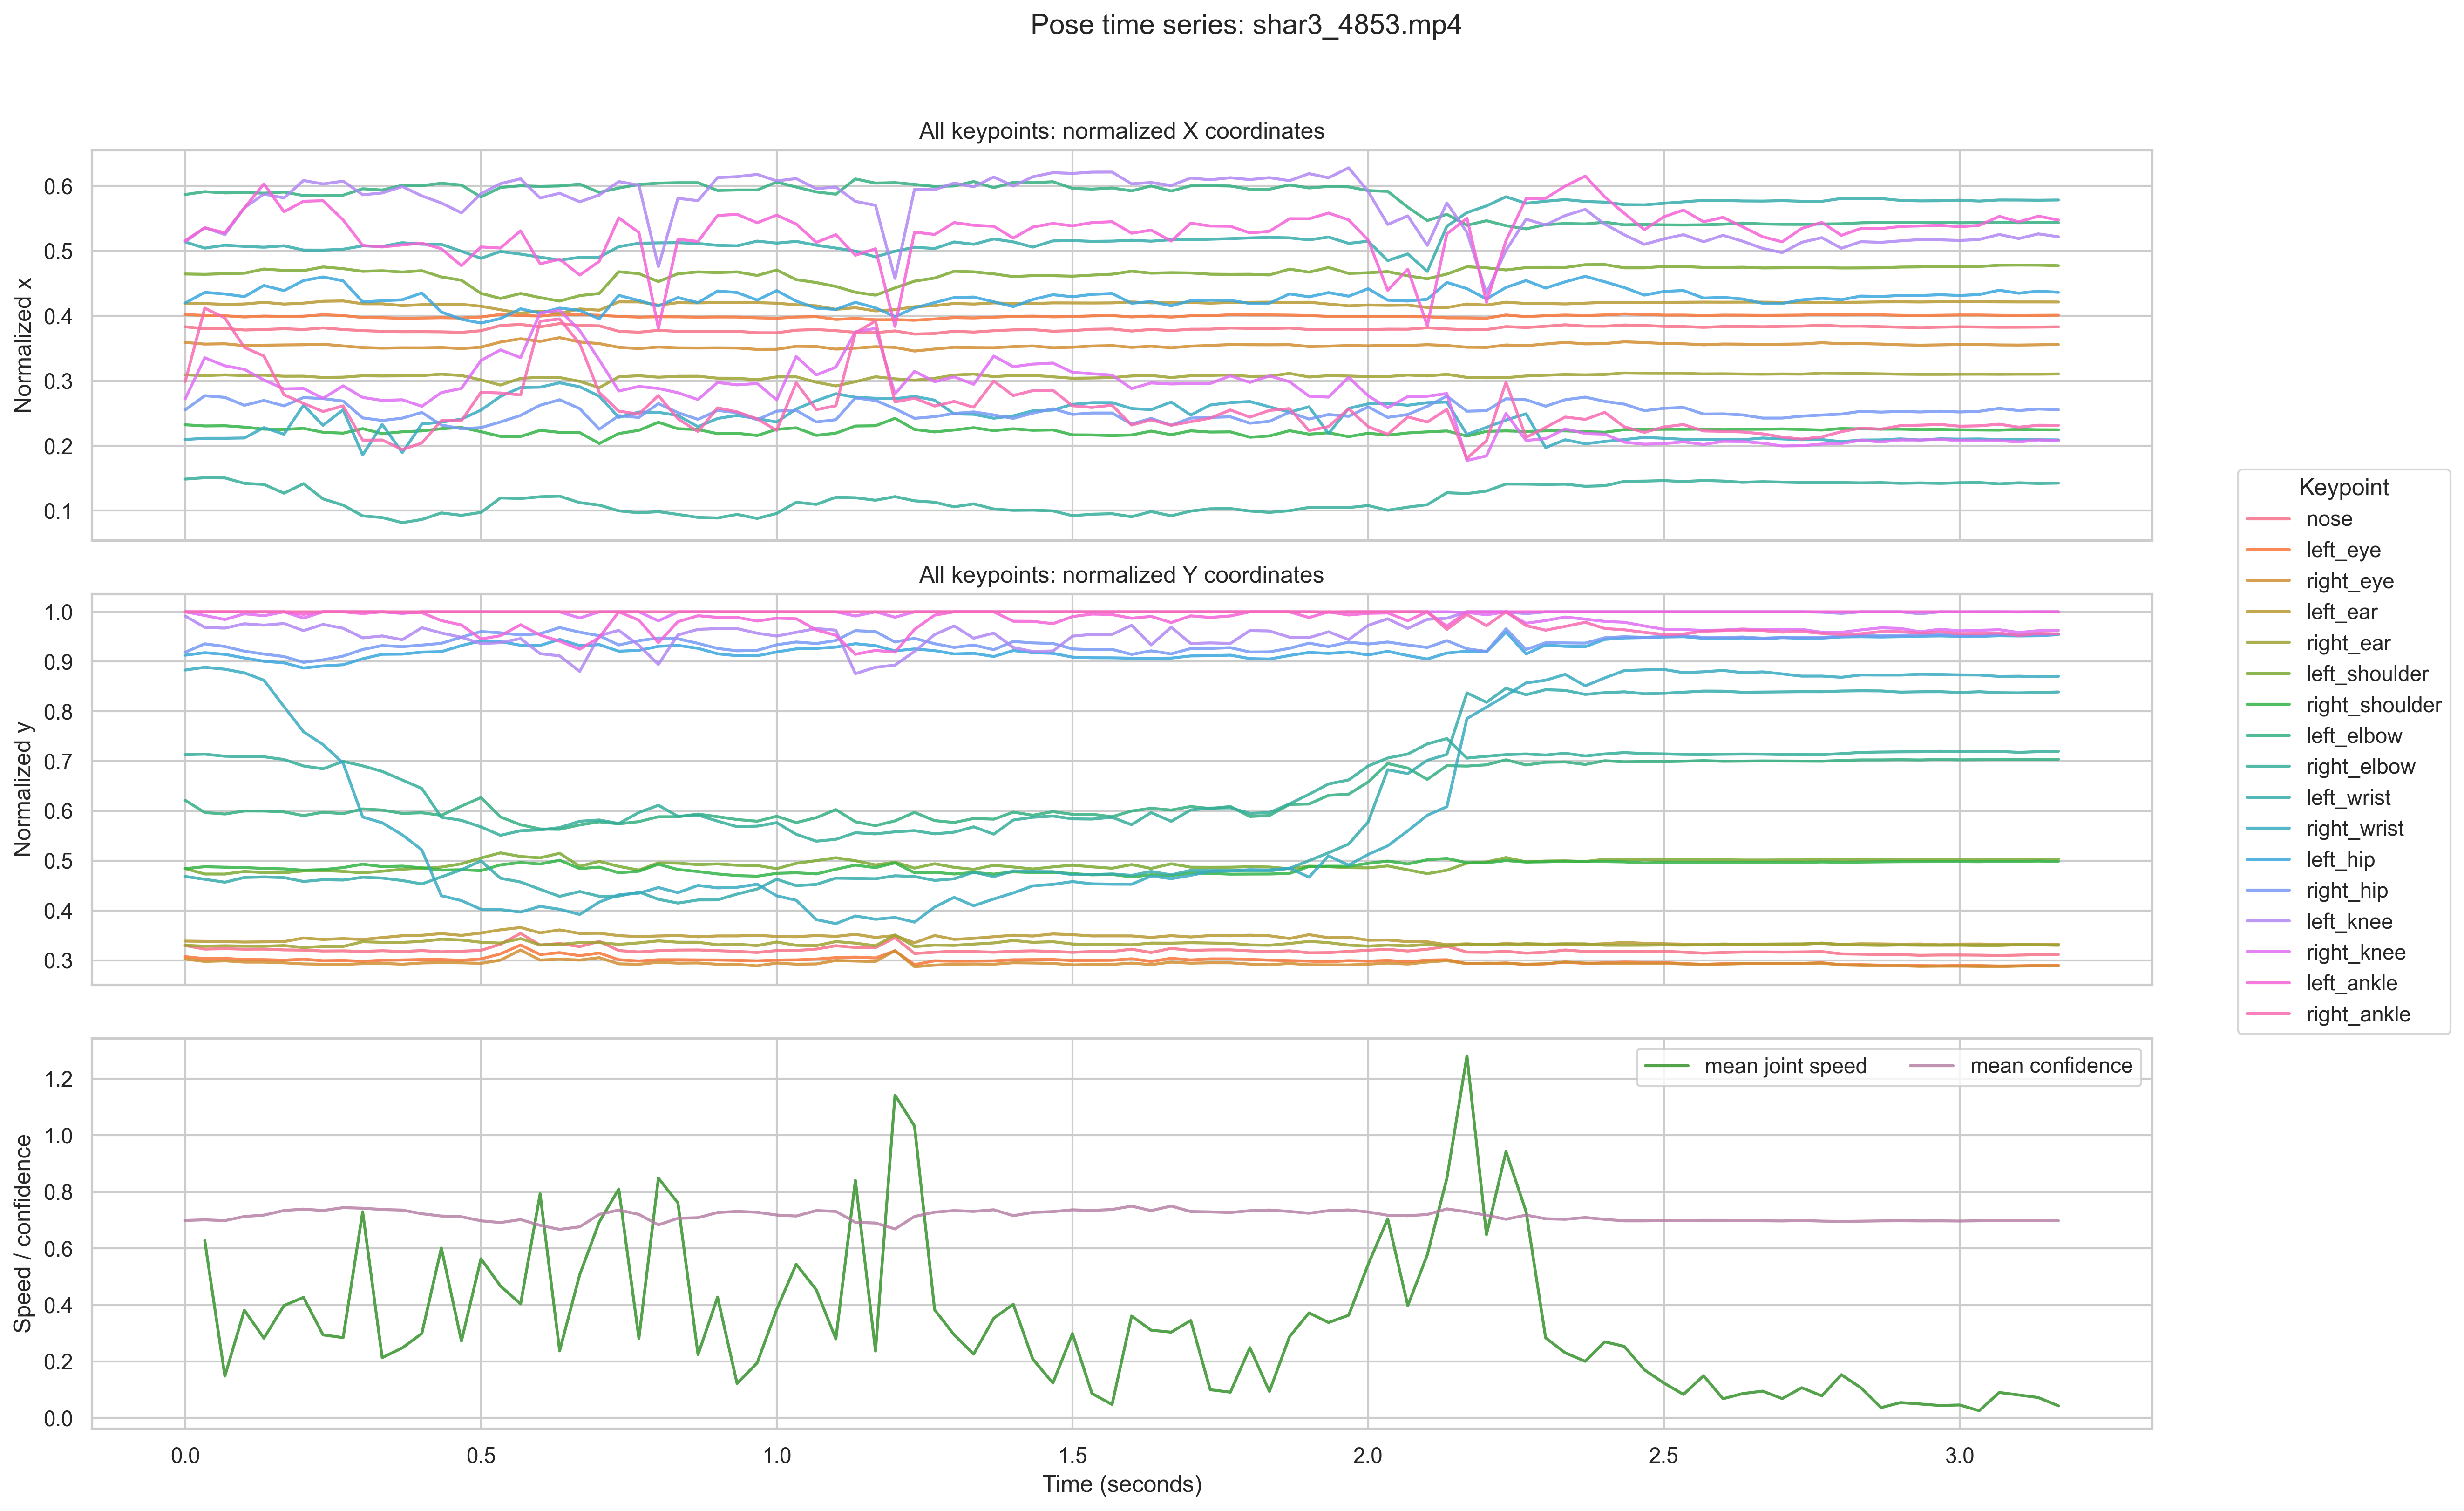 Pose time series: shar3_4853.mp4
All keypoints: normalized X coordinates
Normalized x
0.6
0.5
0.4
0.3
0.2
0.1
All keypoints: normalized Y coordinates
Normalized y
1.0
0.9
0.8
0.7
0.6
0.5
0.4
0.3
Keypoint
nose
left_eye
right_eye
left_ear
right_ear
left_shoulder
right_shoulder
left_elbow
right_elbow
left_wrist
right_wrist
left_hip
right_hip
left_knee
right_knee
left_ankle
right_ankle
Speed / confidence
1.2
1.0
0.8
0.6
0.4
0.2
0.0
mean joint speed
mean confidence
0.0
0.5
1.0
1.5
2.0
2.5
3.0
Time (seconds)